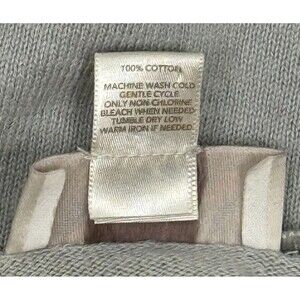 100% COTTON
MACHINE WASH COLD
GENTLE CYCLE
ONLY NON-CHLORINE
BLEACH WHEN NEEDED
TUMBLE DRY LOW
WARM IRON IF NEEDED.